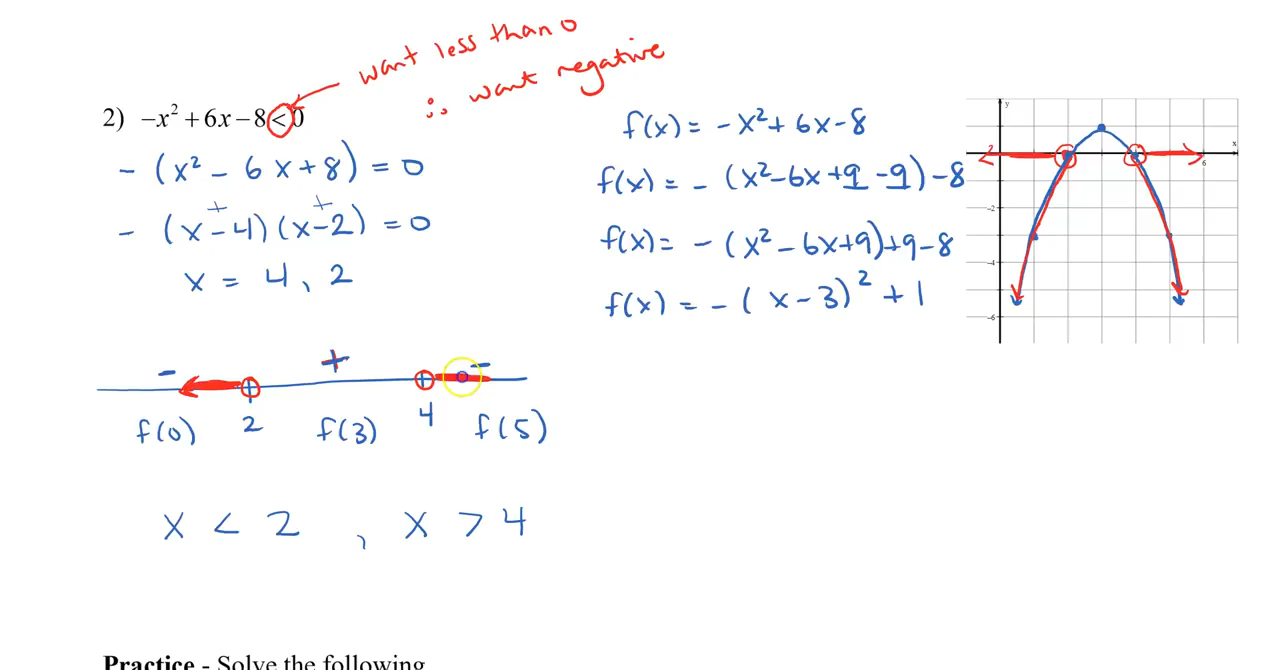 want less than 0
∴ want negative
2) −x² + 6x − 8 < 0
- (x² - 6x + 8) = 0
+ +
- (x - 4)(x - 2) = 0
x = 4, 2
- + -
2 4
f(0) f(3) f(5)
x < 2 , x > 4
f(x) = - x² + 6x - 8
f(x) = - (x² - 6x + 9 - 9) - 8
f(x) = - (x² - 6x + 9) + 9 - 8
f(x) = - (x - 3)² + 1
y
2 x
6
-2
-4
-6
Practice - Solve the following